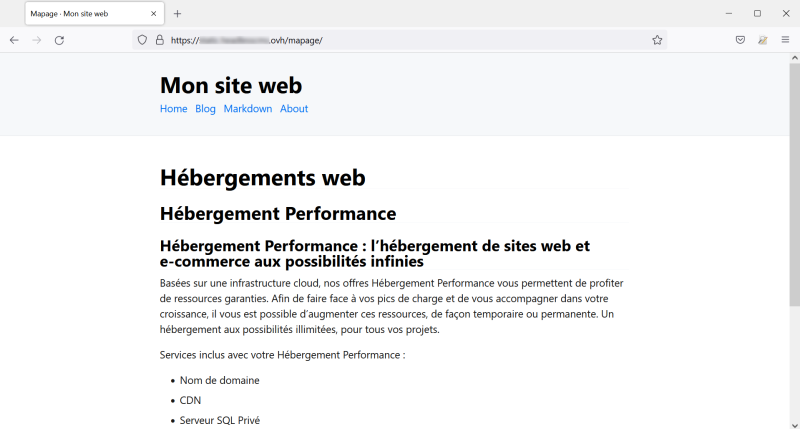 Mapage · Mon site web
https://
.ovh/mapage/
Mon site web
Home Blog Markdown About
Hébergements web
Hébergement Performance
Hébergement Performance : l’hébergement de sites web et
e-commerce aux possibilités infinies
Basées sur une infrastructure cloud, nos offres Hébergement Performance vous permettent de profiter
de ressources garanties. Afin de faire face à vos pics de charge et de vous accompagner dans votre
croissance, il vous est possible d’augmenter ces ressources, de façon temporaire ou permanente. Un
hébergement aux possibilités illimitées, pour tous vos projets.
Services inclus avec votre Hébergement Performance :
• Nom de domaine
• CDN
• Serveur SQL Privé